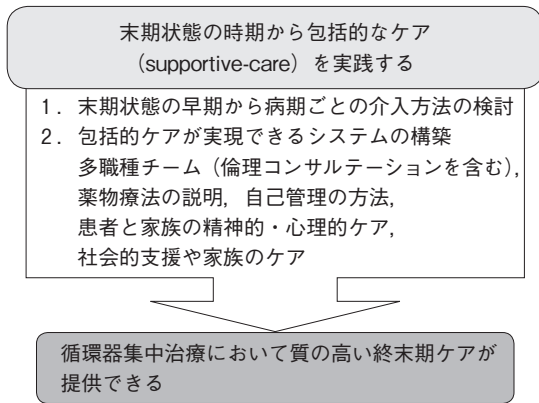 末期状態の時期から包括的なケア
（supportive-care）を実践する
1．末期状態の早期から病期ごとの介入方法の検討
2．包括的ケアが実現できるシステムの構築
多職種チーム（倫理コンサルテーションを含む），
薬物療法の説明，自己管理の方法，
患者と家族の精神的・心理的ケア，
社会的支援や家族のケア
循環器集中治療において質の高い終末期ケアが
提供できる